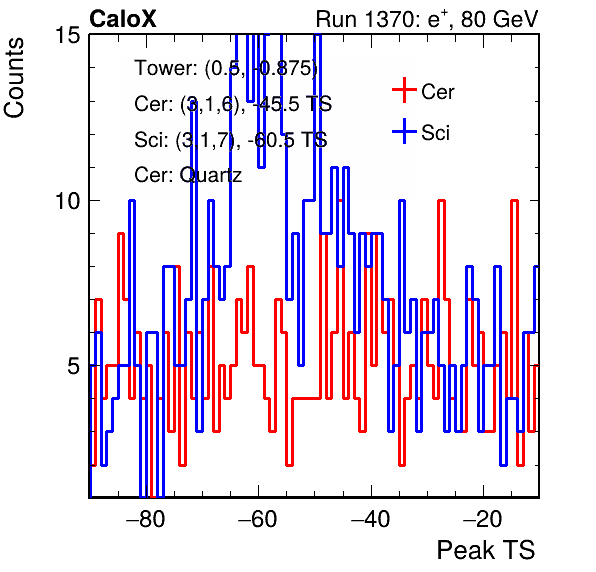 CaloX Run 1370: e⁺, 80 GeV
Counts
15
10
5
Tower: (0.5, -0.875)
Cer: (3,1,6), -45.5 TS
Sci: (3,1,7), -60.5 TS
Cer: Quartz
Cer
Sci
−80 −60 −40 −20
Peak TS